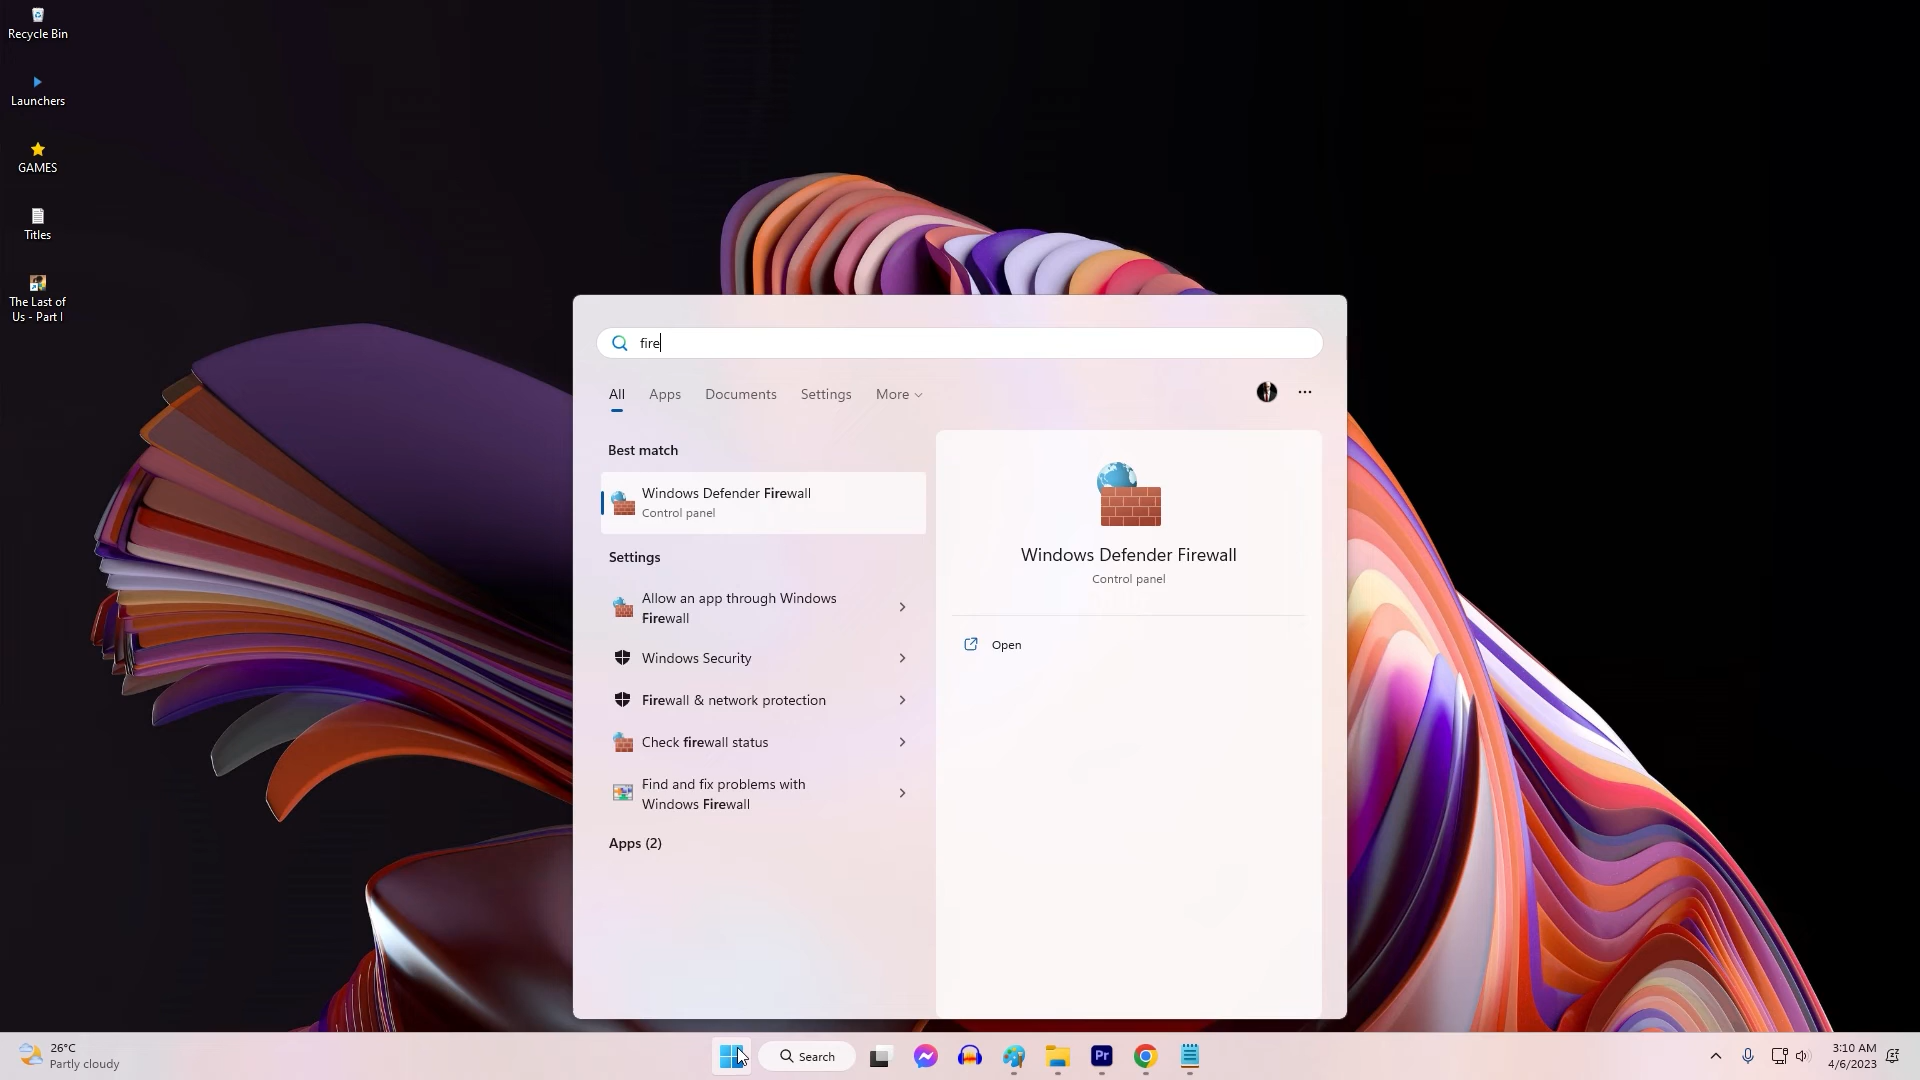 Recycle Bin
Launchers
GAMES
Titles
The Last of
Us - Part I
fire
All
Apps
Documents
Settings
More
Best match
Windows Defender Firewall
Control panel
Settings
Allow an app through Windows
Firewall
Windows Security
Firewall & network protection
Check firewall status
Find and fix problems with
Windows Firewall
Apps (2)
Windows Defender Firewall
Control panel
Open
26°C
Partly cloudy
Search
Pr
3:10 AM
4/6/2023